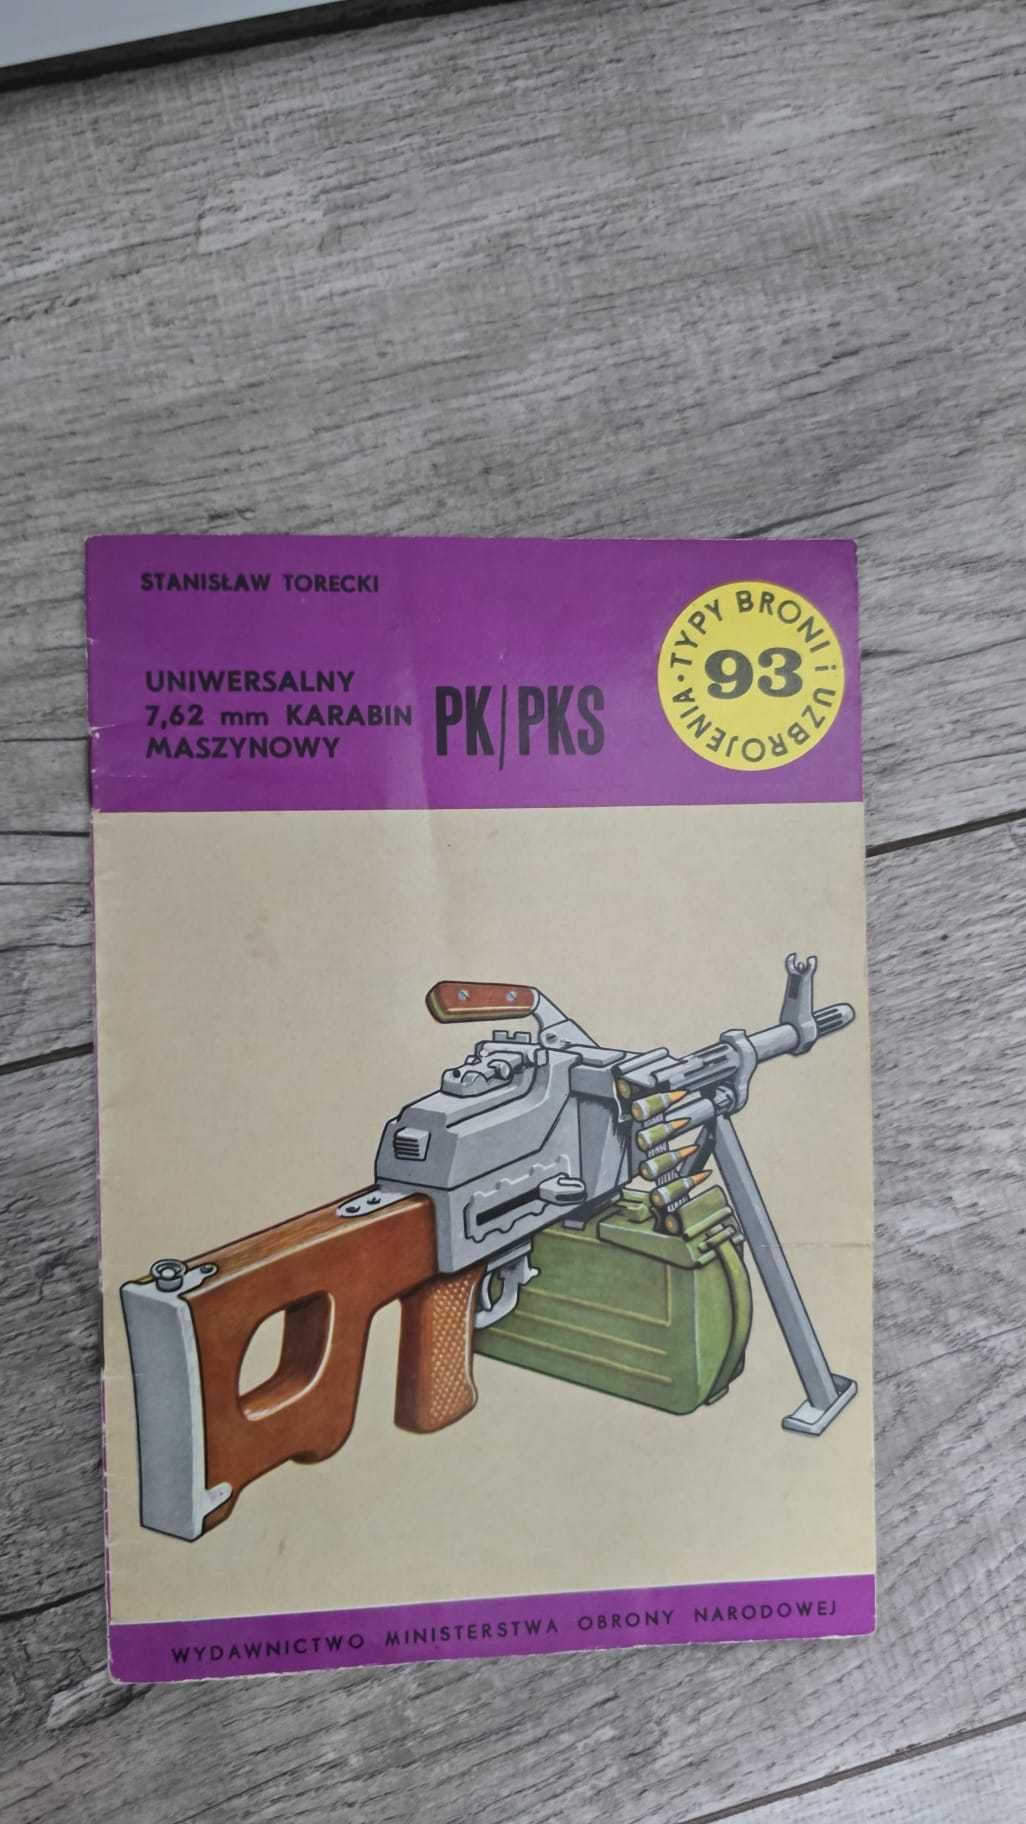 STANISŁAW TORECKI
UNIWERSALNY
7,62 mm KARABIN
MASZYNOWY
PK/PKS
TYPY BRONI i UZBROJENIA •
93
WYDAWNICTWO MINISTERSTWA OBRONY NARODOWEJ